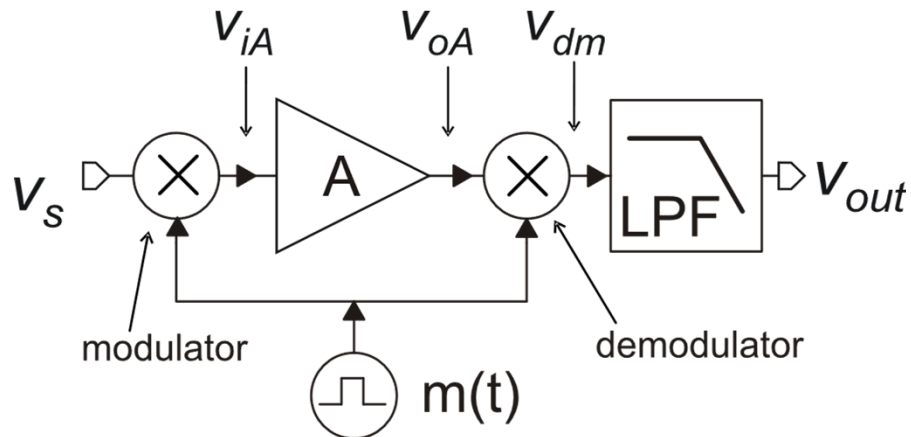 v_iA
v_oA
v_dm
v_s
A
LPF
v_out
modulator
demodulator
m(t)